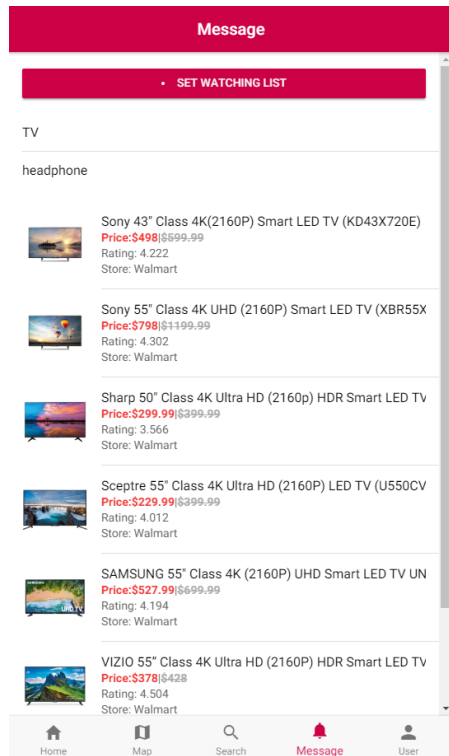 Message
• SET WATCHING LIST
TV
headphone
Sony 43" Class 4K(2160P) Smart LED TV (KD43X720E)
Price:$498|$599.99
Rating: 4.222
Store: Walmart
Sony 55" Class 4K UHD (2160P) Smart LED TV (XBR55X
Price:$798|$1199.99
Rating: 4.302
Store: Walmart
Sharp 50" Class 4K Ultra HD (2160p) HDR Smart LED TV
Price:$299.99|$399.99
Rating: 3.566
Store: Walmart
Sceptre 55" Class 4K Ultra HD (2160P) LED TV (U550CV
Price:$229.99|$399.99
Rating: 4.012
Store: Walmart
SAMSUNG 55" Class 4K (2160P) UHD Smart LED TV UN
Price:$527.99|$699.99
Rating: 4.194
Store: Walmart
SAMSUNG
UHD TV
VIZIO 55” Class 4K Ultra HD (2160P) HDR Smart LED TV
Price:$378|$428
Rating: 4.504
Store: Walmart
Home
Map
Search
Message
User